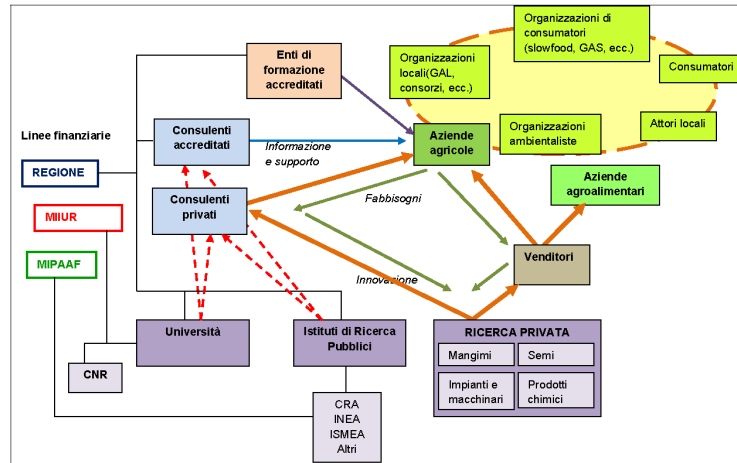 Organizzazioni di
consumatori
(slowfood, GAS, ecc.)
Enti di
formazione
accreditati
Organizzazioni
locali(GAL,
consorzi, ecc.)
Consumatori
Linee finanziarie
Consulenti
accreditati
Informazione
e supporto
Aziende
agricole
Organizzazioni
ambientaliste
Attori locali
REGIONE
Aziende
agroalimentari
Consulenti
privati
Fabbisogni
MIIUR
MIPAAF
Venditori
Innovazione
Università
Istituti di Ricerca
Pubblici
RICERCA PRIVATA
Mangimi
Semi
CNR
Impianti e
macchinari
Prodotti
chimici
CRA
INEA
ISMEA
Altri